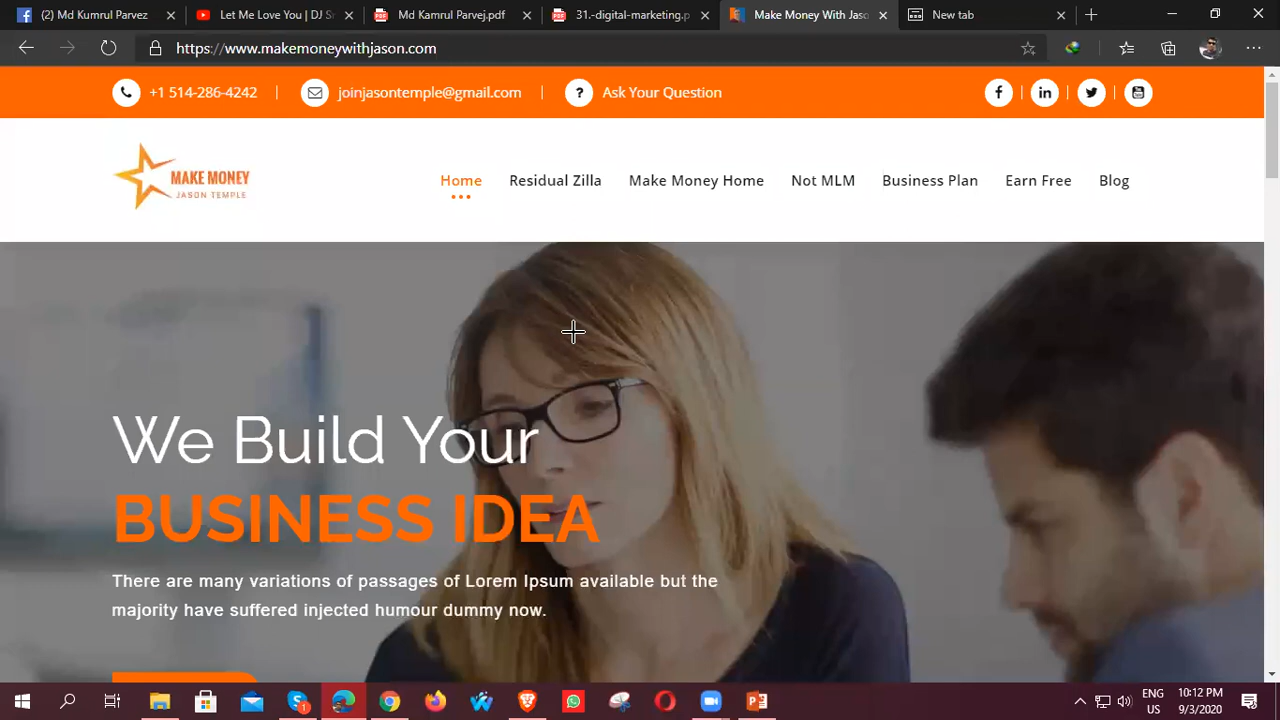 (2) Md Kumrul Parvez
Let Me Love You | DJ S
Md Kamrul Parvej.pdf
31.-digital-marketing.p
Make Money With Jaso
New tab
https://www.makemoneywithjason.com
+1 514-286-4242
joinjasontemple@gmail.com
Ask Your Question
MAKE MONEY
JASON TEMPLE
Home
Residual Zilla
Make Money Home
Not MLM
Business Plan
Earn Free
Blog
We Build Your
BUSINESS IDEA
There are many variations of passages of Lorem Ipsum available but the
majority have suffered injected humour dummy now.
ENG
US
10:12 PM
9/3/2020